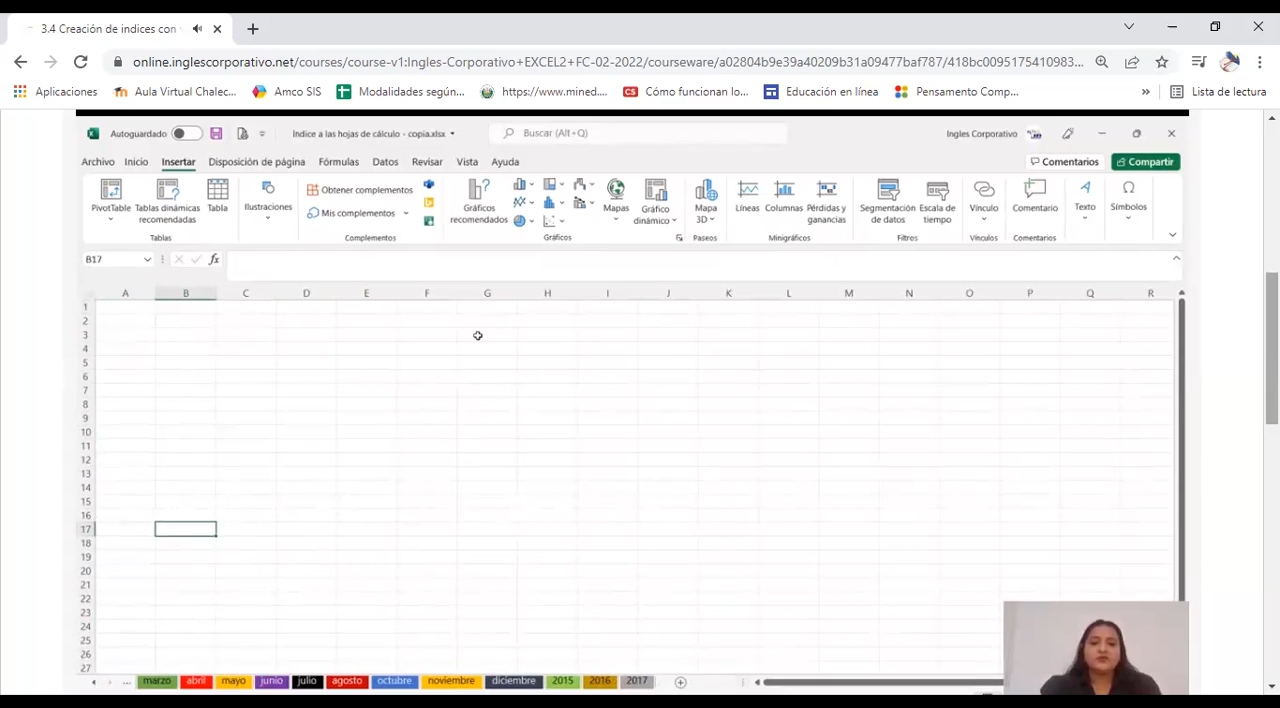 3.4 Creación de indices con
online.inglescorporativo.net/courses/course-v1:Ingles-Corporativo+EXCEL2+FC-02-2022/courseware/a02804b9e39a40209b31a09477baf787/418bc0095175410983...
Aplicaciones Aula Virtual Chalec... Amco SIS Modalidades según... https://www.mined... CS Cómo funcionan lo... Educación en línea Pensamento Comp... » Lista de lectura
Autoguardado Indice a las hojas de cálculo - copia.xlsx Buscar (Alt+Q) Ingles Corporativo
Archivo Inicio Insertar Disposición de página Fórmulas Datos Revisar Vista Ayuda Comentarios Compartir
PivotTable Tablas dinámicas recomendadas Tabla Ilustraciones Obtener complementos Mis complementos Gráficos recomendados Mapas Gráfico dinámico Mapa 3D Líneas Columnas Pérdidas y ganancias Segmentación de datos Escala de tiempo Vínculo Comentario Texto Símbolos
Tablas Complementos Gráficos Paseos Minigráficos Filtros Vínculos Comentarios
B17 fx
A B C D E F G H I J K L M N O P Q R
1
2
3
4
5
6
7
8
9
10
11
12
13
14
15
16
17
18
19
20
21
22
23
24
25
26
27
... marzo abril mayo junio julio agosto octubre noviembre diciembre 2015 2016 2017